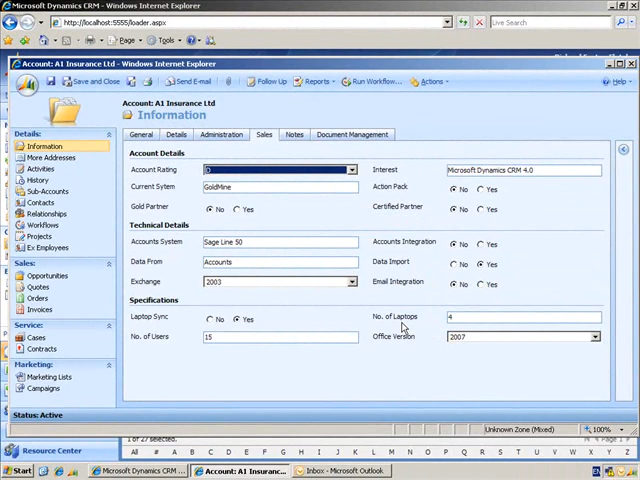 Microsoft Dynamics CRM - Windows Internet Explorer
http://localhost:5555/loader.aspx
Live Search
Page Tools
Account: A1 Insurance Ltd - Windows Internet Explorer
Save and Close Send E-mail Follow Up Reports Run Workflow... Actions Help
Account: A1 Insurance Ltd
Information
Details:
Information
More Addresses
Activities
History
Sub-Accounts
Contacts
Relationships
Workflows
Projects
Ex Employees
Sales:
Opportunities
Quotes
Orders
Invoices
Service:
Cases
Contracts
Marketing:
Marketing Lists
Campaigns
General Details Administration Sales Notes Document Management
Account Details
Account Rating D Interest Microsoft Dynamics CRM 4.0
Current Sytem GoldMine Action Pack No Yes
Gold Partner No Yes Certified Partner No Yes
Technical Details
Accounts System Sage Line 50 Accounts Integration No Yes
Data From Accounts Data Import No Yes
Exchange 2003 Email Integration No Yes
Specifications
Laptop Sync No Yes No. of Laptops 4
No. of Users 15 Office Version 2007
Status: Active
Unknown Zone (Mixed) 100%
Resource Center
1 of 27 selected. Page 1
All # A B C D E F G H I J K L M N O P Q R S T U V W X Y Z
Start Microsoft Dynamics CRM ... Account: A1 Insuranc... Inbox - Microsoft Outlook EN